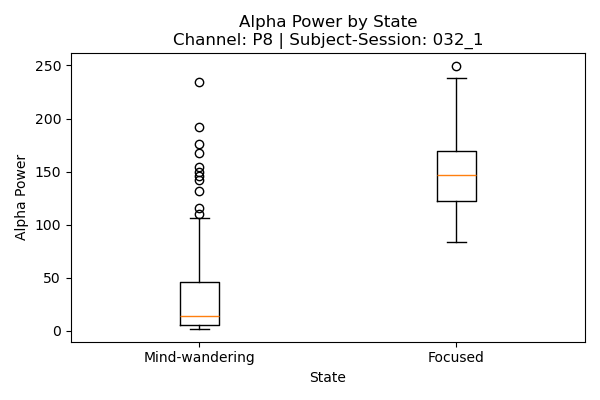 Alpha Power by State
Channel: P8 | Subject-Session: 032_1
250
200
150
100
50
0
Alpha Power
Mind-wandering
Focused
State